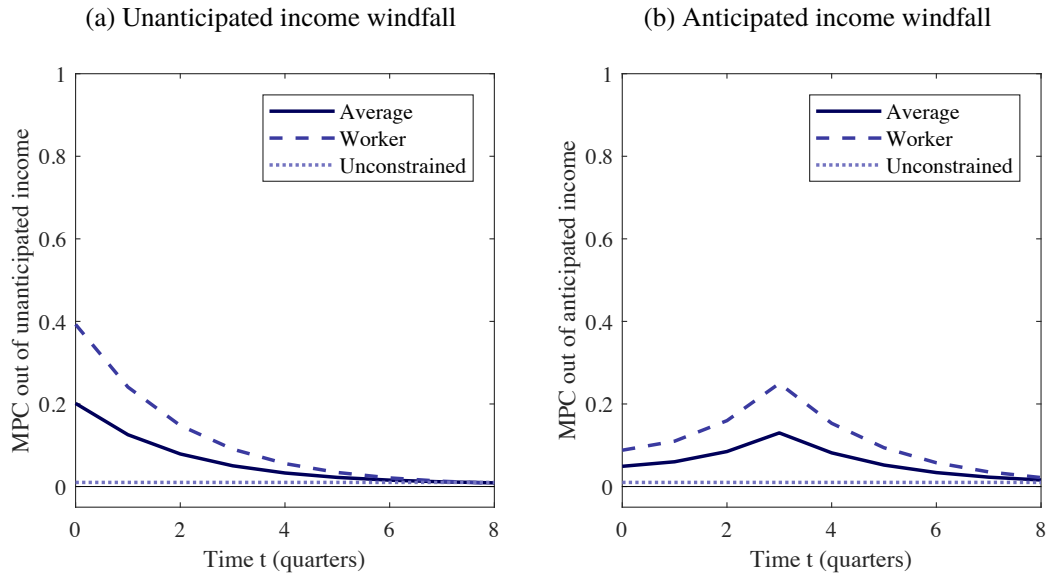 (a) Unanticipated income windfall
MPC out of unanticipated income
1
0.8
0.6
0.4
0.2
0
Average
Worker
Unconstrained
0 2 4 6 8
Time t (quarters)
(b) Anticipated income windfall
MPC out of anticipated income
1
0.8
0.6
0.4
0.2
0
Average
Worker
Unconstrained
0 2 4 6 8
Time t (quarters)